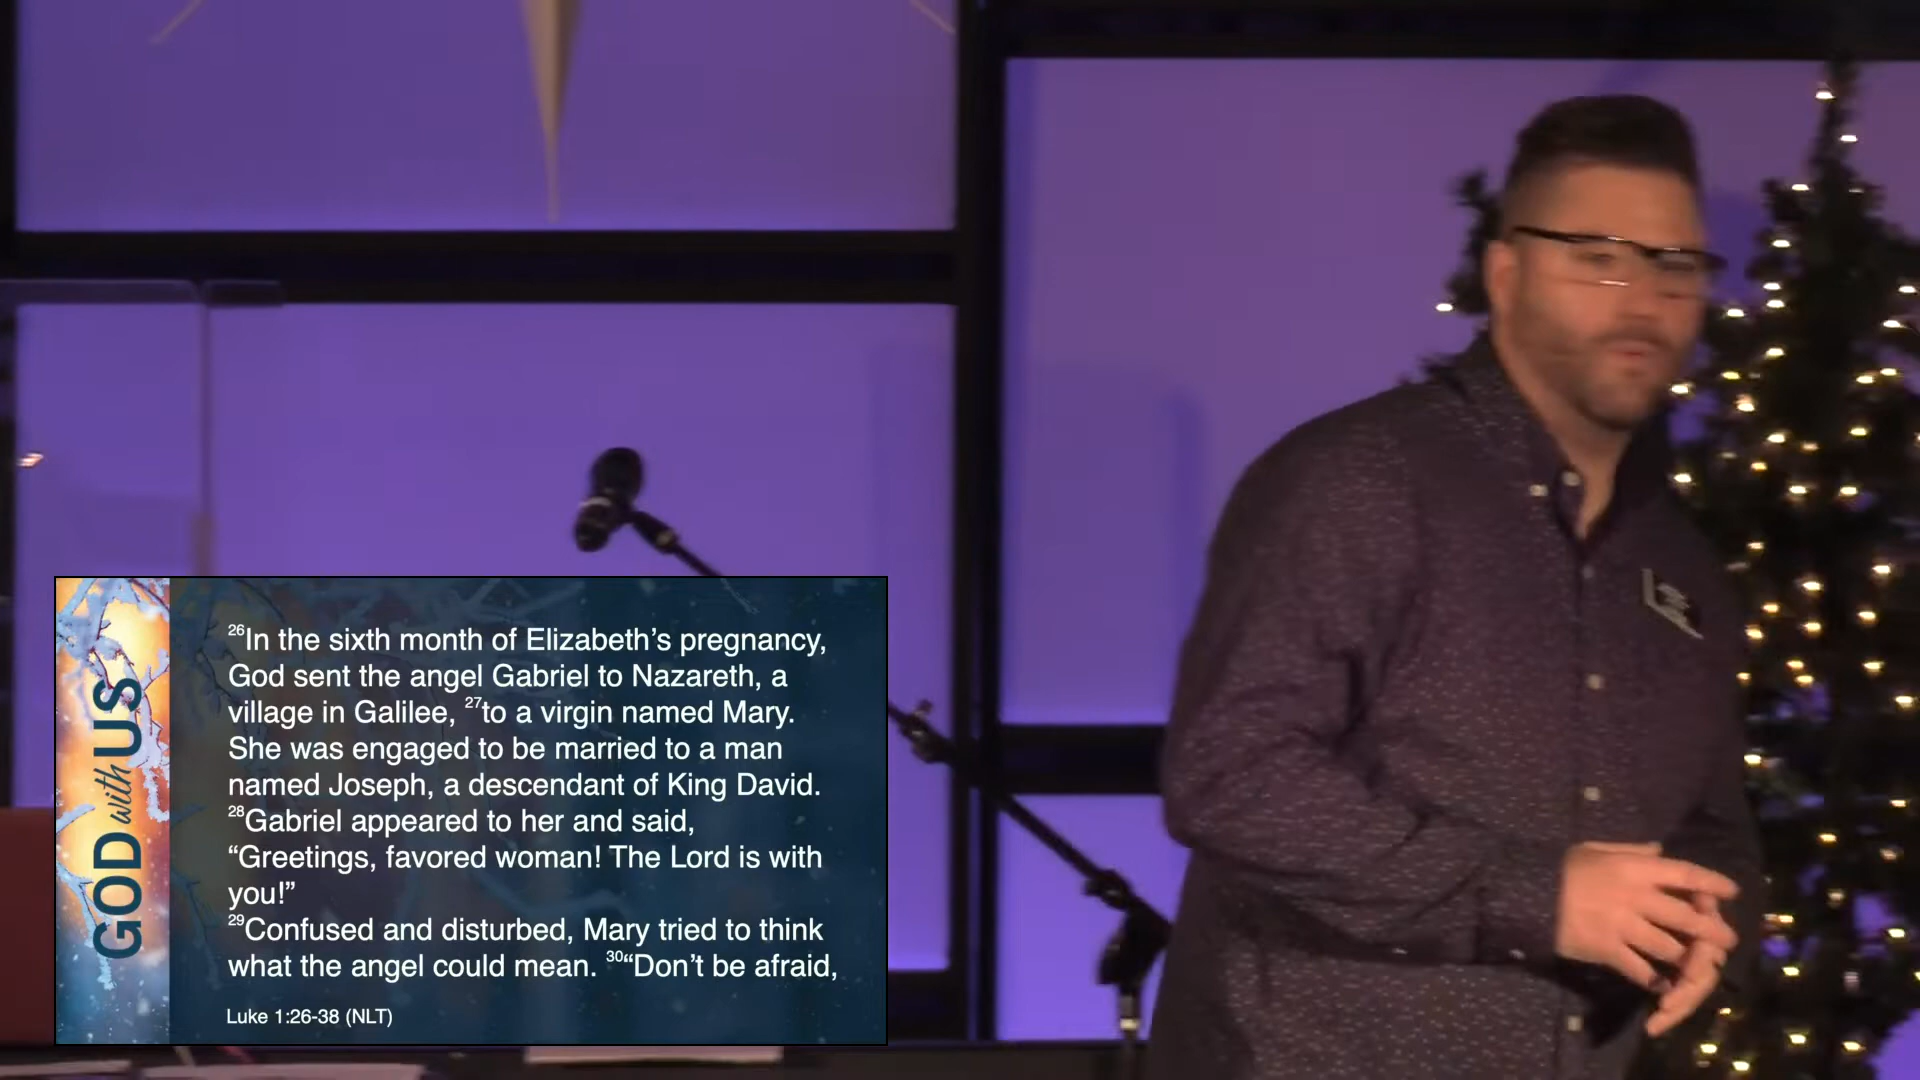 GOD with US
²⁶In the sixth month of Elizabeth’s pregnancy,
God sent the angel Gabriel to Nazareth, a
village in Galilee, ²⁷to a virgin named Mary.
She was engaged to be married to a man
named Joseph, a descendant of King David.
²⁸Gabriel appeared to her and said,
“Greetings, favored woman! The Lord is with
you!”
²⁹Confused and disturbed, Mary tried to think
what the angel could mean. ³⁰“Don’t be afraid,
Luke 1:26-38 (NLT)